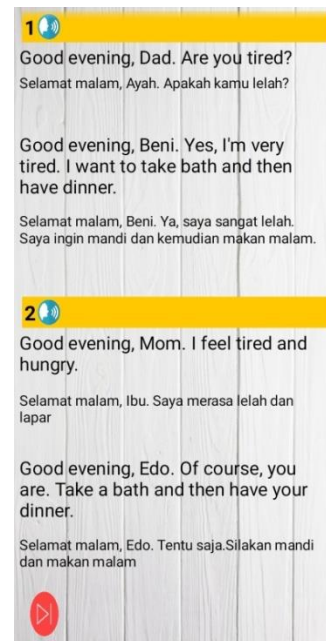 1
Good evening, Dad. Are you tired?
Selamat malam, Ayah. Apakah kamu lelah?
Good evening, Beni. Yes, I'm very
tired. I want to take bath and then
have dinner.
Selamat malam, Beni. Ya, saya sangat lelah.
Saya ingin mandi dan kemudian makan malam.
2
Good evening, Mom. I feel tired and
hungry.
Selamat malam, Ibu. Saya merasa lelah dan
lapar
Good evening, Edo. Of course, you
are. Take a bath and then have your
dinner.
Selamat malam, Edo. Tentu saja.Silakan mandi
dan makan malam